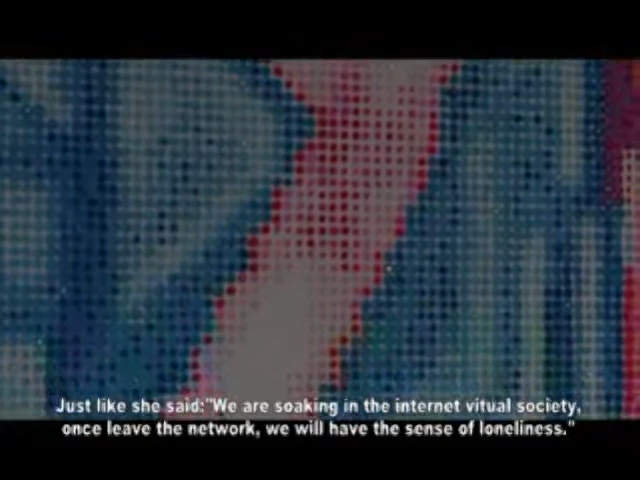 Just like she said:"We are soaking in the internet vitual society,
once leave the network, we will have the sense of loneliness."